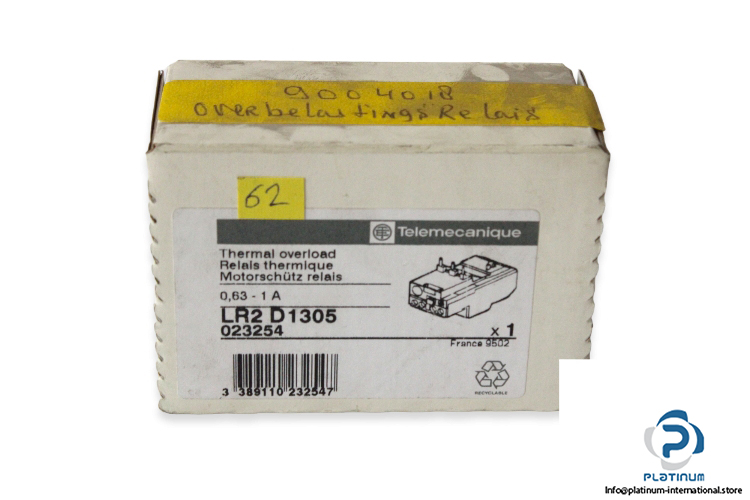 9004018
overbelastingsRelais
62
Telemecanique
Thermal overload
Relais thermique
Motorschütz relais
0,63 - 1 A
LR2 D1305
023254
x 1
France 9502
3 389110 232547
RECYCLABLE
PLATINUM
Info@platinum-international.store